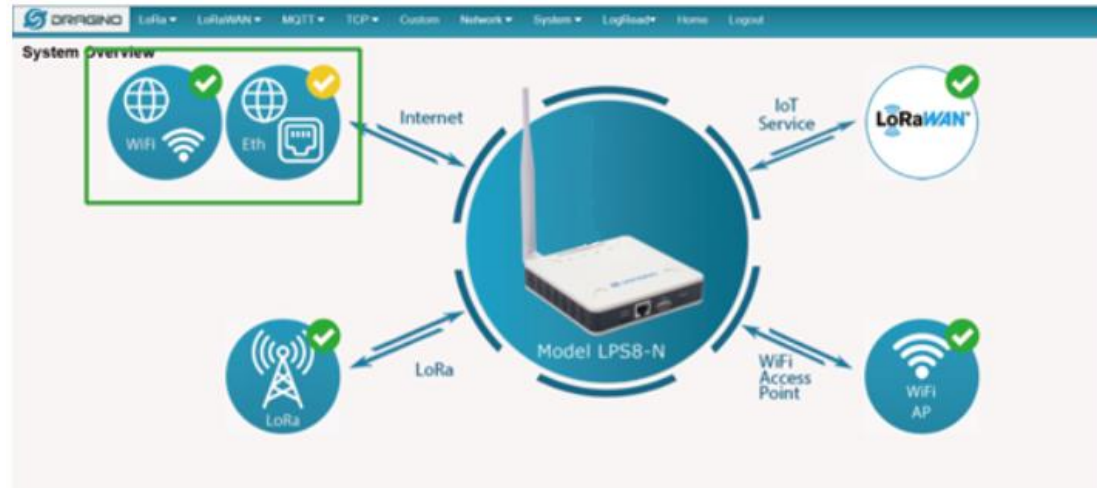 DRAGINO LoRa LoRaWAN MQTT TCP Custom Network System LogRead Home Logout
System Overview
WiFi
Eth
Internet
IoT
Service
LoRaWAN
Model LPS8-N
LoRa
LoRa
WiFi
Access
Point
WiFi
AP